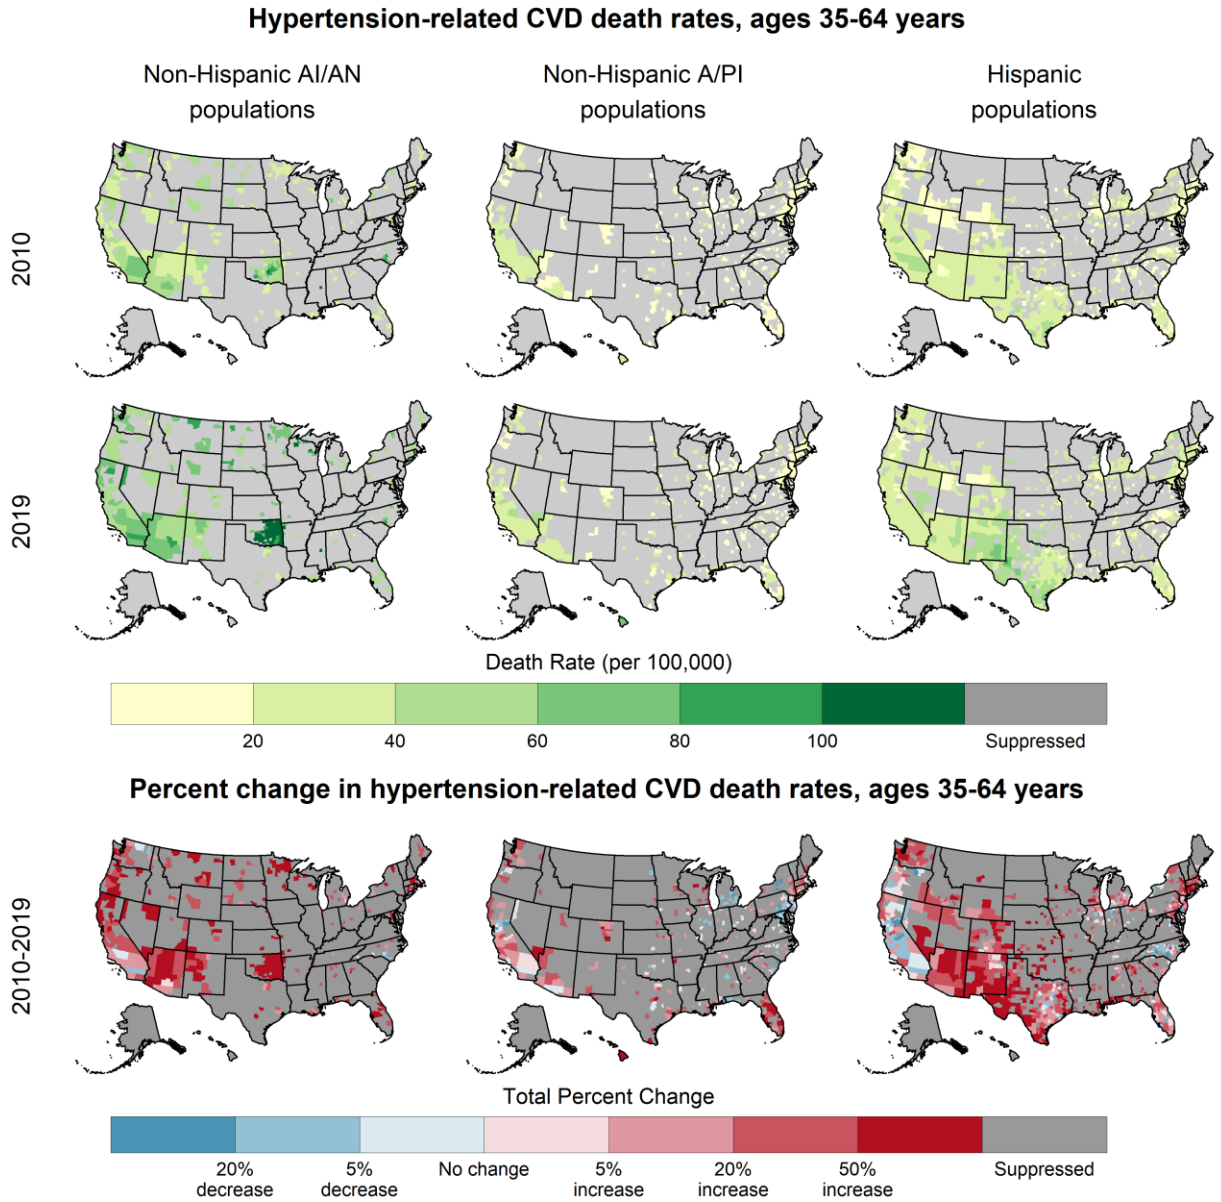 Hypertension-related CVD death rates, ages 35-64 years
Non-Hispanic AI/AN
populations
Non-Hispanic A/PI
populations
Hispanic
populations
2010
2019
Death Rate (per 100,000)
20
40
60
80
100
Suppressed
Percent change in hypertension-related CVD death rates, ages 35-64 years
2010-2019
Total Percent Change
20%
decrease
5%
decrease
No change
5%
increase
20%
increase
50%
increase
Suppressed